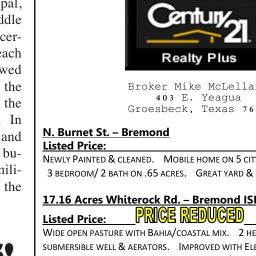 pal,
ddle
cer-
each
wed
the
the
In
and
bu-
nili-
the
Century
21
Realty Plus
Broker Mike McLella
403 E. Yeagua
Groesbeck, Texas 76
N. Burnet St. – Bremond
Listed Price:
NEWLY PAINTED & CLEANED. MOBILE HOME ON 5 CIT
3 BEDROOM/ 2 BATH ON .65 ACRES. GREAT YARD &
17.16 Acres Whiterock Rd. – Bremond ISI
Listed Price: PRICE REDUCED
WIDE OPEN PASTURE WITH BAHIA/COASTAL MIX. 2 HE
SUBMERSIBLE WELL & AERATORS. IMPROVED WITH ELE